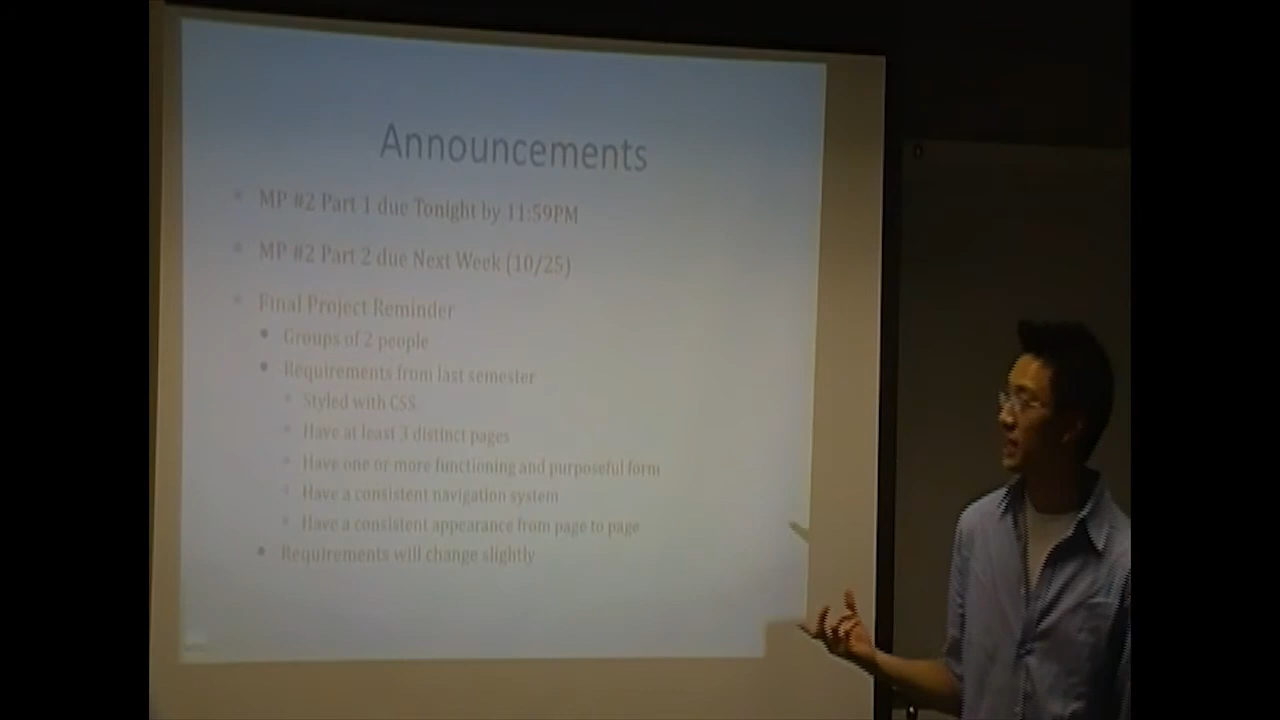 Announcements
MP #2 Part 1 due Tonight by 11:59PM
MP #2 Part 2 due Next Week (10/25)
Final Project Reminder
Groups of 2 people
Requirements from last semester
Styled with CSS
Have at least 3 distinct pages
Have one or more functioning and purposeful form
Have a consistent navigation system
Have a consistent appearance from page to page
Requirements will change slightly